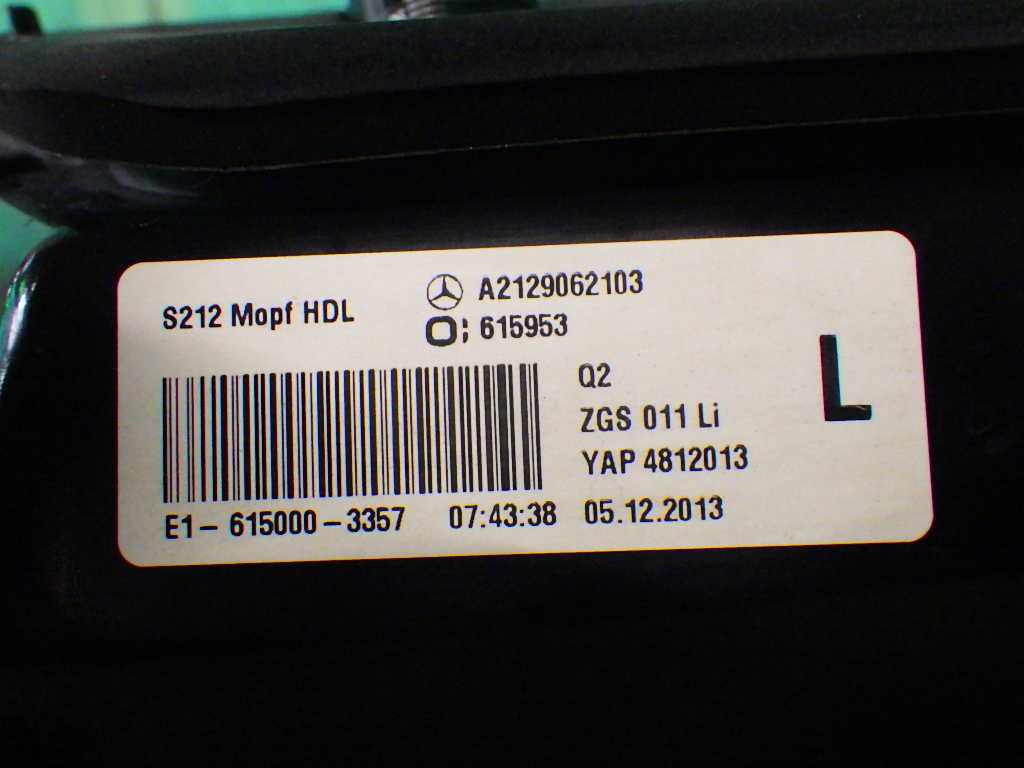 S212 Mopf HDL
A2129062103
O; 615953
Q2
ZGS 011 Li
YAP 4812013
L
E1- 615000-3357 07:43:38 05.12.2013